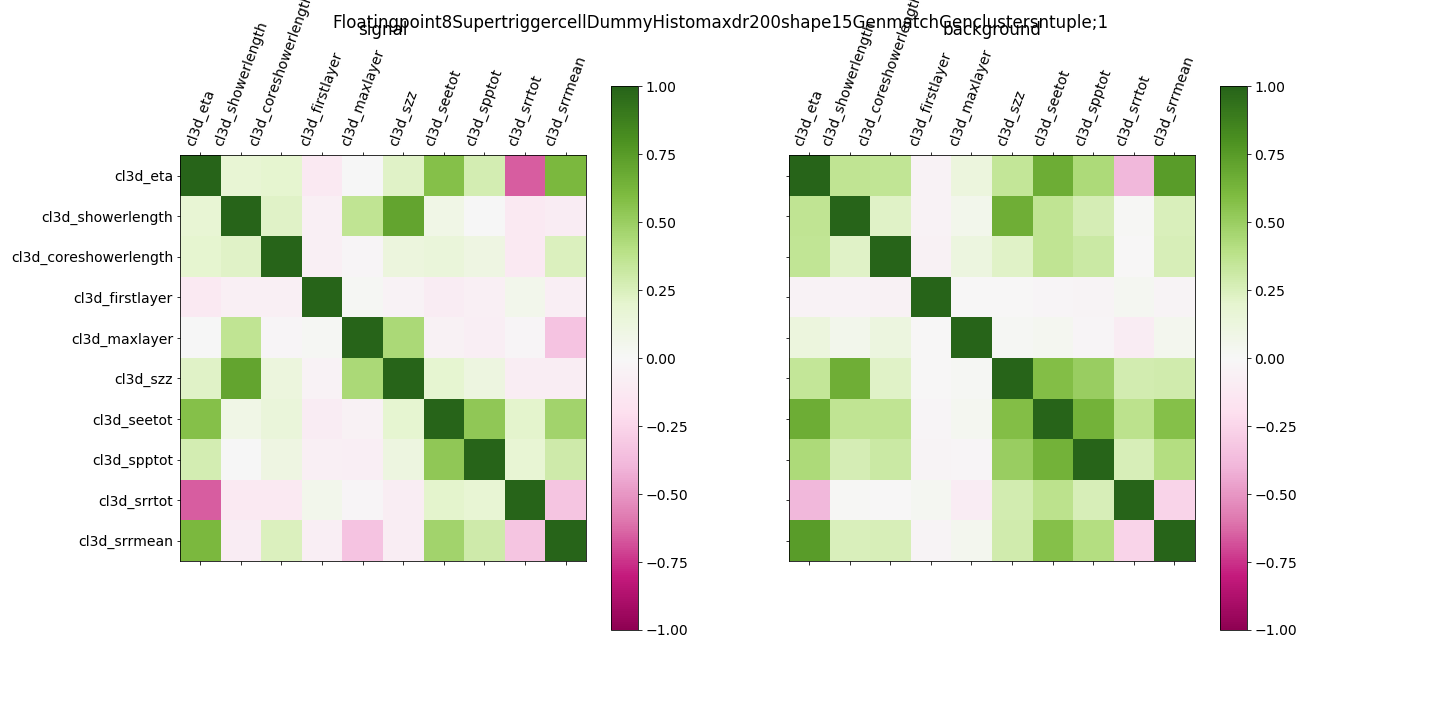 Floatingpoint8SupertriggercellDummyHistomaxdr200shape15GenmatchGenclustersntuple;1
signal
background
cl3d_eta
cl3d_showerlength
cl3d_coreshowerlength
cl3d_firstlayer
cl3d_maxlayer
cl3d_szz
cl3d_seetot
cl3d_spptot
cl3d_srrtot
cl3d_srrmean
cl3d_eta
cl3d_showerlength
cl3d_coreshowerlength
cl3d_firstlayer
cl3d_maxlayer
cl3d_szz
cl3d_seetot
cl3d_spptot
cl3d_srrtot
cl3d_srrmean
cl3d_eta
cl3d_showerlength
cl3d_coreshowerlength
cl3d_firstlayer
cl3d_maxlayer
cl3d_szz
cl3d_seetot
cl3d_spptot
cl3d_srrtot
cl3d_srrmean
1.00
0.75
0.50
0.25
0.00
−0.25
−0.50
−0.75
−1.00
1.00
0.75
0.50
0.25
0.00
−0.25
−0.50
−0.75
−1.00